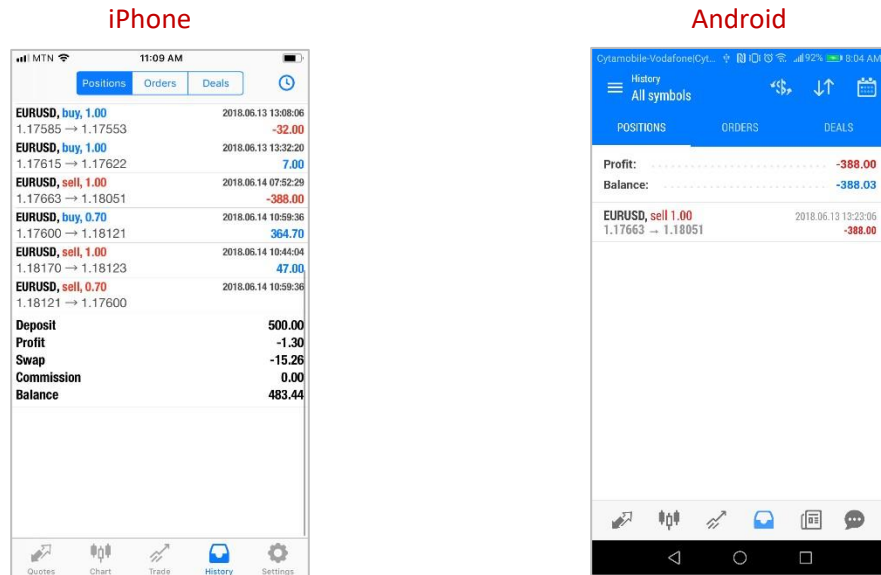 iPhone
Android
MTN 11:09 AM
Positions Orders Deals
EURUSD, buy, 1.00 2018.06.13 13:08:06
1.17585 → 1.17553 -32.00
EURUSD, buy, 1.00 2018.06.13 13:32:20
1.17615 → 1.17622 7.00
EURUSD, sell, 1.00 2018.06.14 07:52:29
1.17663 → 1.18051 -388.00
EURUSD, buy, 0.70 2018.06.14 10:59:36
1.17600 → 1.18121 364.70
EURUSD, sell, 1.00 2018.06.14 10:44:04
1.18170 → 1.18123 47.00
EURUSD, sell, 0.70 2018.06.14 10:59:36
1.18121 → 1.17600
Deposit 500.00
Profit -1.30
Swap -15.26
Commission 0.00
Balance 483.44
Quotes Chart Trade History Settings
Cytamobile-Vodafone|Cyt... 92% 8:04 AM
History
All symbols
POSITIONS ORDERS DEALS
Profit: -388.00
Balance: -388.03
EURUSD, sell 1.00 2018.06.13 13:23:06
1.17663 → 1.18051 -388.00